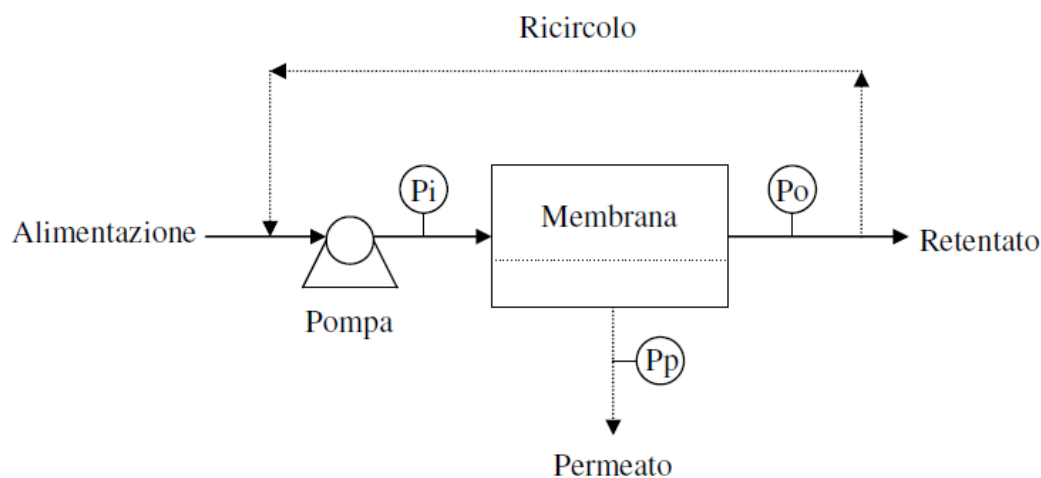 Ricircolo
Pi
Po
Membrana
Alimentazione
Retentato
Pompa
Pp
Permeato